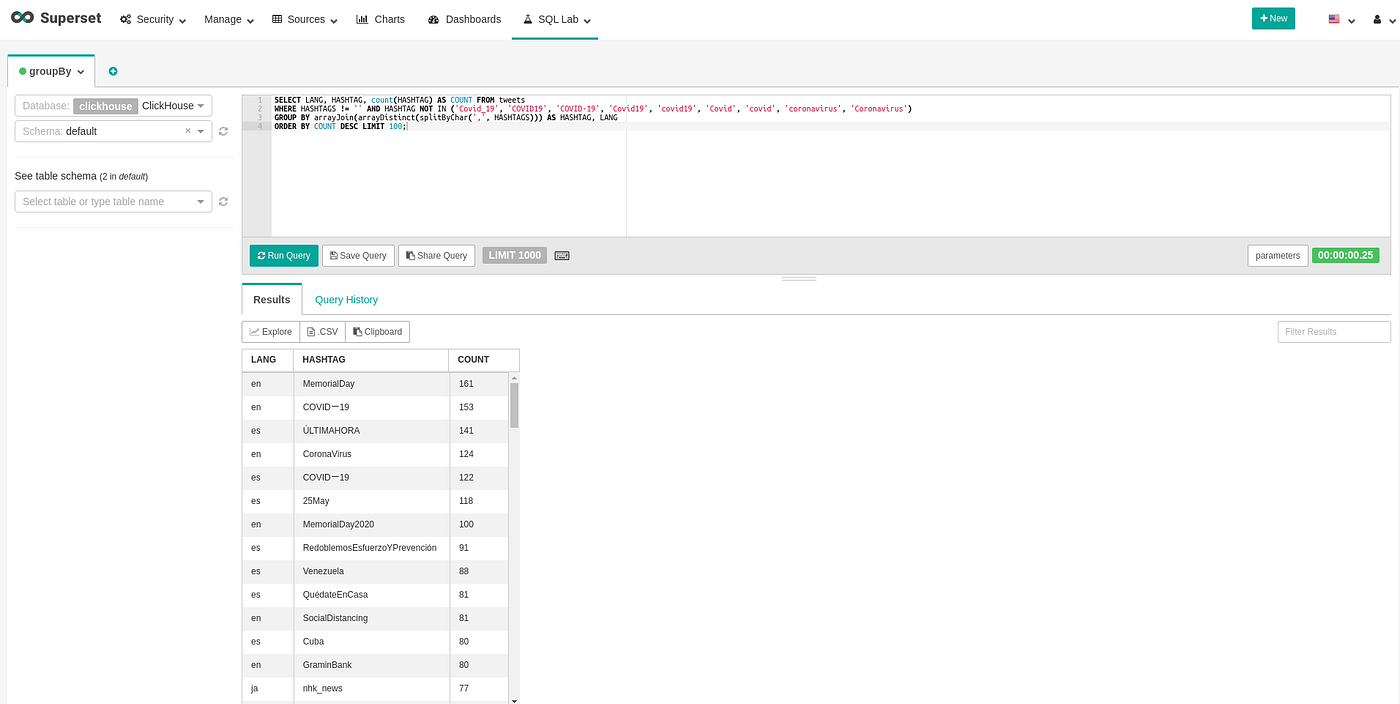 Superset Security Manage Sources Charts Dashboards SQL Lab + New
groupBy
Database: clickhouse ClickHouse
Schema: default ×
See table schema (2 in default)
Select table or type table name
1 SELECT LANG, HASHTAG, count(HASHTAG) AS COUNT FROM tweets
2 WHERE HASHTAGS != '' AND HASHTAG NOT IN ('Covid_19', 'COVID19', 'COVID-19', 'Covid19', 'covid19', 'Covid', 'covid', 'coronavirus', 'Coronavirus')
3 GROUP BY arrayJoin(arrayDistinct(splitByChar(',', HASHTAGS))) AS HASHTAG, LANG
4 ORDER BY COUNT DESC LIMIT 100;
Run Query Save Query Share Query LIMIT 1000 parameters 00:00:00.25
Results Query History
Explore .CSV Clipboard Filter Results
LANG HASHTAG COUNT
en MemorialDay 161
en COVIDー19 153
es ÚLTIMAHORA 141
en CoronaVirus 124
es COVIDー19 122
es 25May 118
en MemorialDay2020 100
es RedoblemosEsfuerzoYPrevención 91
es Venezuela 88
es QuédateEnCasa 81
en SocialDistancing 81
es Cuba 80
en GraminBank 80
ja nhk_news 77